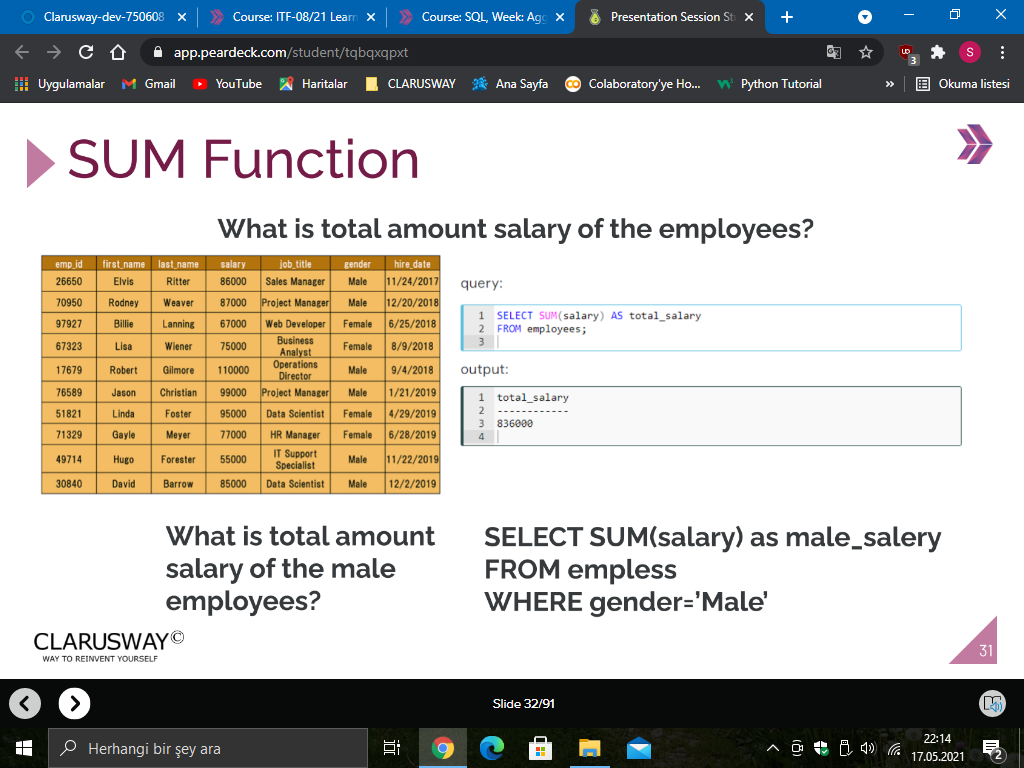 Clarusway-dev-750608
Course: ITF-08/21 Learn
Course: SQL, Week: Agg
Presentation Session St
app.peardeck.com/student/tqbqxqpxt
3
S
Uygulamalar
Gmail
YouTube
Haritalar
CLARUSWAY
Ana Sayfa
Colaboratory'ye Ho...
Python Tutorial
»
Okuma listesi
SUM Function
What is total amount salary of the employees?
emp_id first_name last_name salary job_title gender hire_date
26650 Elvis Ritter 86000 Sales Manager Male 11/24/2017
70950 Rodney Weaver 87000 Project Manager Male 12/20/2018
97927 Billie Lanning 67000 Web Developer Female 6/25/2018
67323 Lisa Wiener 75000 Business Analyst Female 8/9/2018
17679 Robert Gilmore 110000 Operations Director Male 9/4/2018
76589 Jason Christian 99000 Project Manager Male 1/21/2019
51821 Linda Foster 95000 Data Scientist Female 4/29/2019
71329 Gayle Meyer 77000 HR Manager Female 6/28/2019
49714 Hugo Forester 55000 IT Support Specialist Male 11/22/2019
30840 David Barrow 85000 Data Scientist Male 12/2/2019
query:
1 SELECT SUM(salary) AS total_salary
2 FROM employees;
3
output:
1 total_salary
2 ------------
3 836000
4
What is total amount
salary of the male
employees?
SELECT SUM(salary) as male_salery
FROM empless
WHERE gender='Male’
CLARUSWAY©
WAY TO REINVENT YOURSELF
31
Slide 32/91
Herhangi bir şey ara
22:14
17.05.2021
2